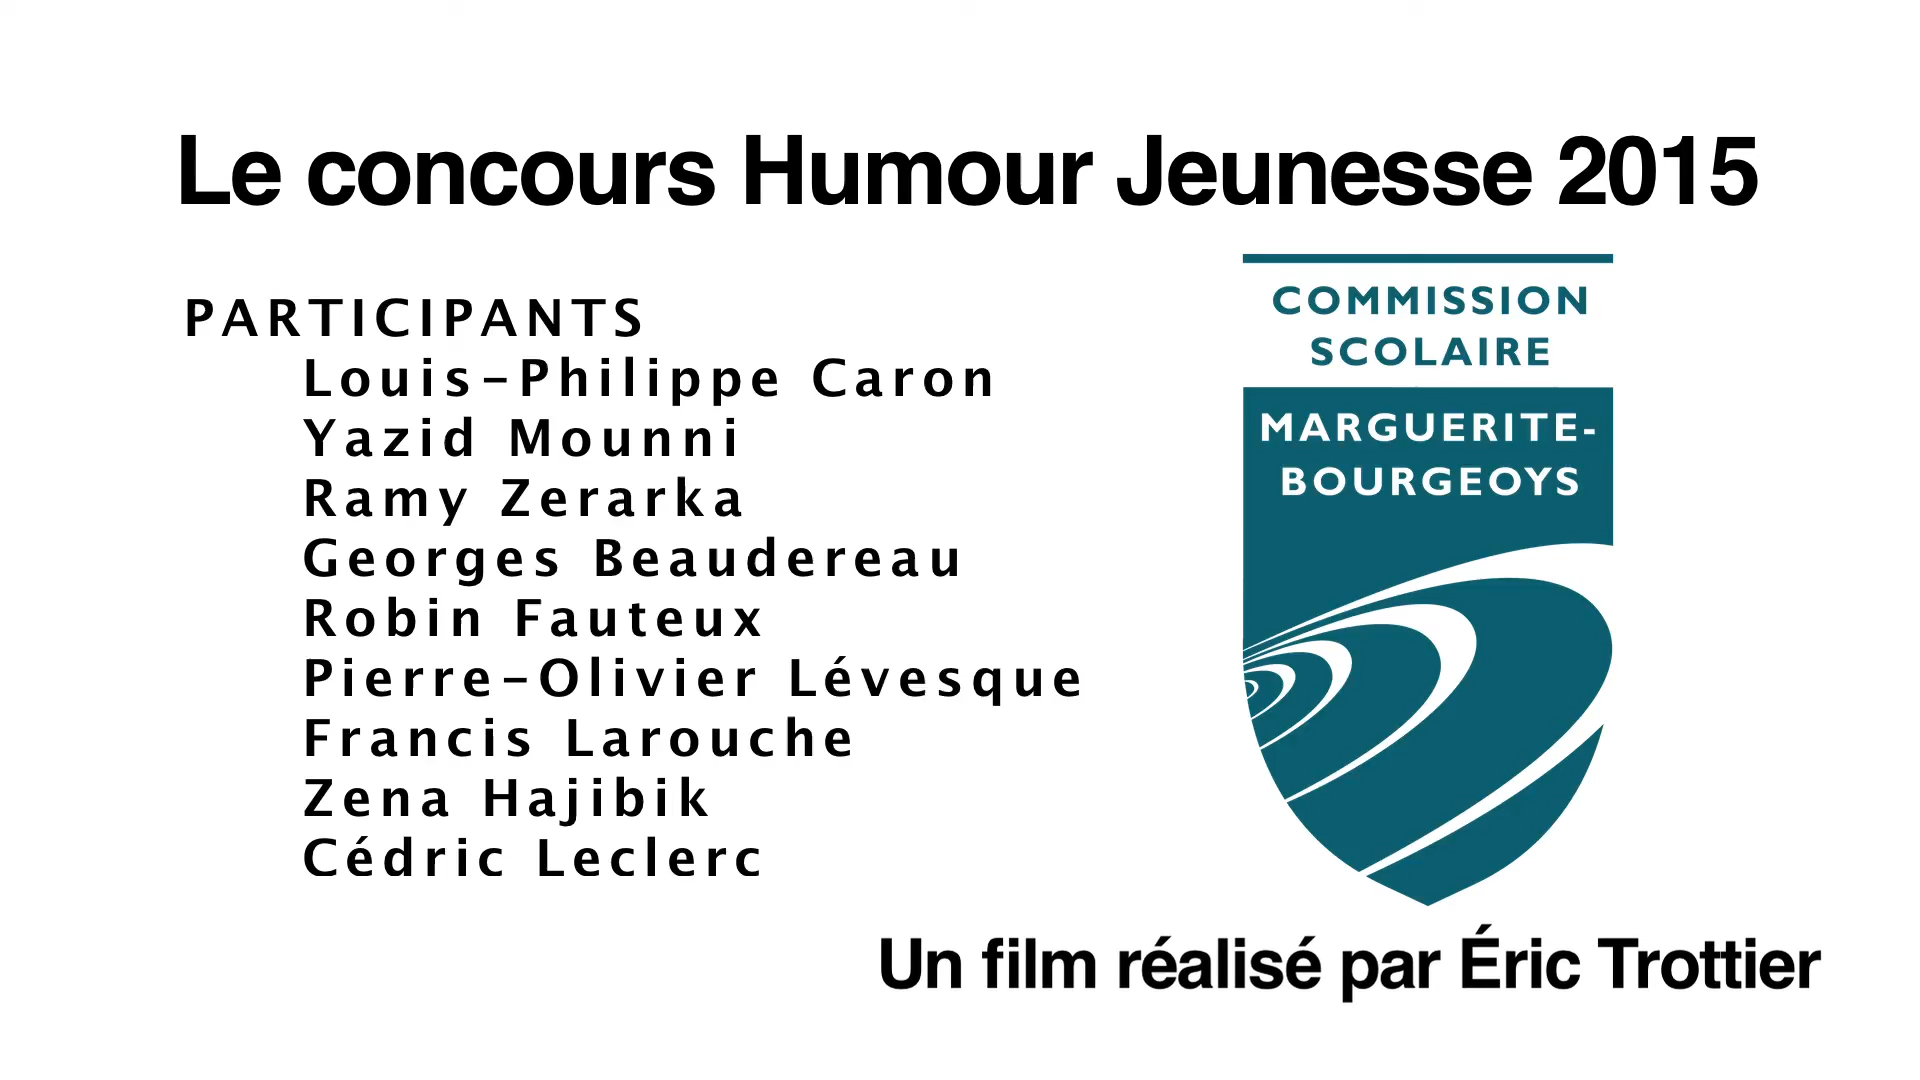 Le concours Humour Jeunesse 2015
PARTICIPANTS
Louis-Philippe Caron
Yazid Mounni
Ramy Zerarka
Georges Beaudereau
Robin Fauteux
Pierre-Olivier Lévesque
Francis Larouche
Zena Hajibik
Cédric Leclerc
COMMISSION
SCOLAIRE
MARGUERITE-
BOURGEOYS
Un film réalisé par Éric Trottier